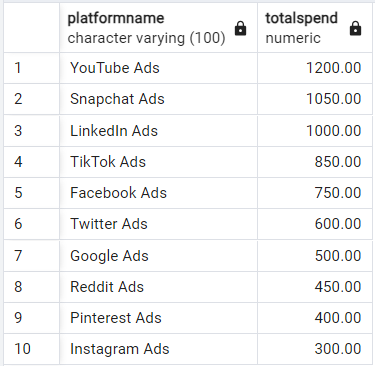 platformname totalspend
character varying (100) numeric
1 YouTube Ads 1200.00
2 Snapchat Ads 1050.00
3 LinkedIn Ads 1000.00
4 TikTok Ads 850.00
5 Facebook Ads 750.00
6 Twitter Ads 600.00
7 Google Ads 500.00
8 Reddit Ads 450.00
9 Pinterest Ads 400.00
10 Instagram Ads 300.00